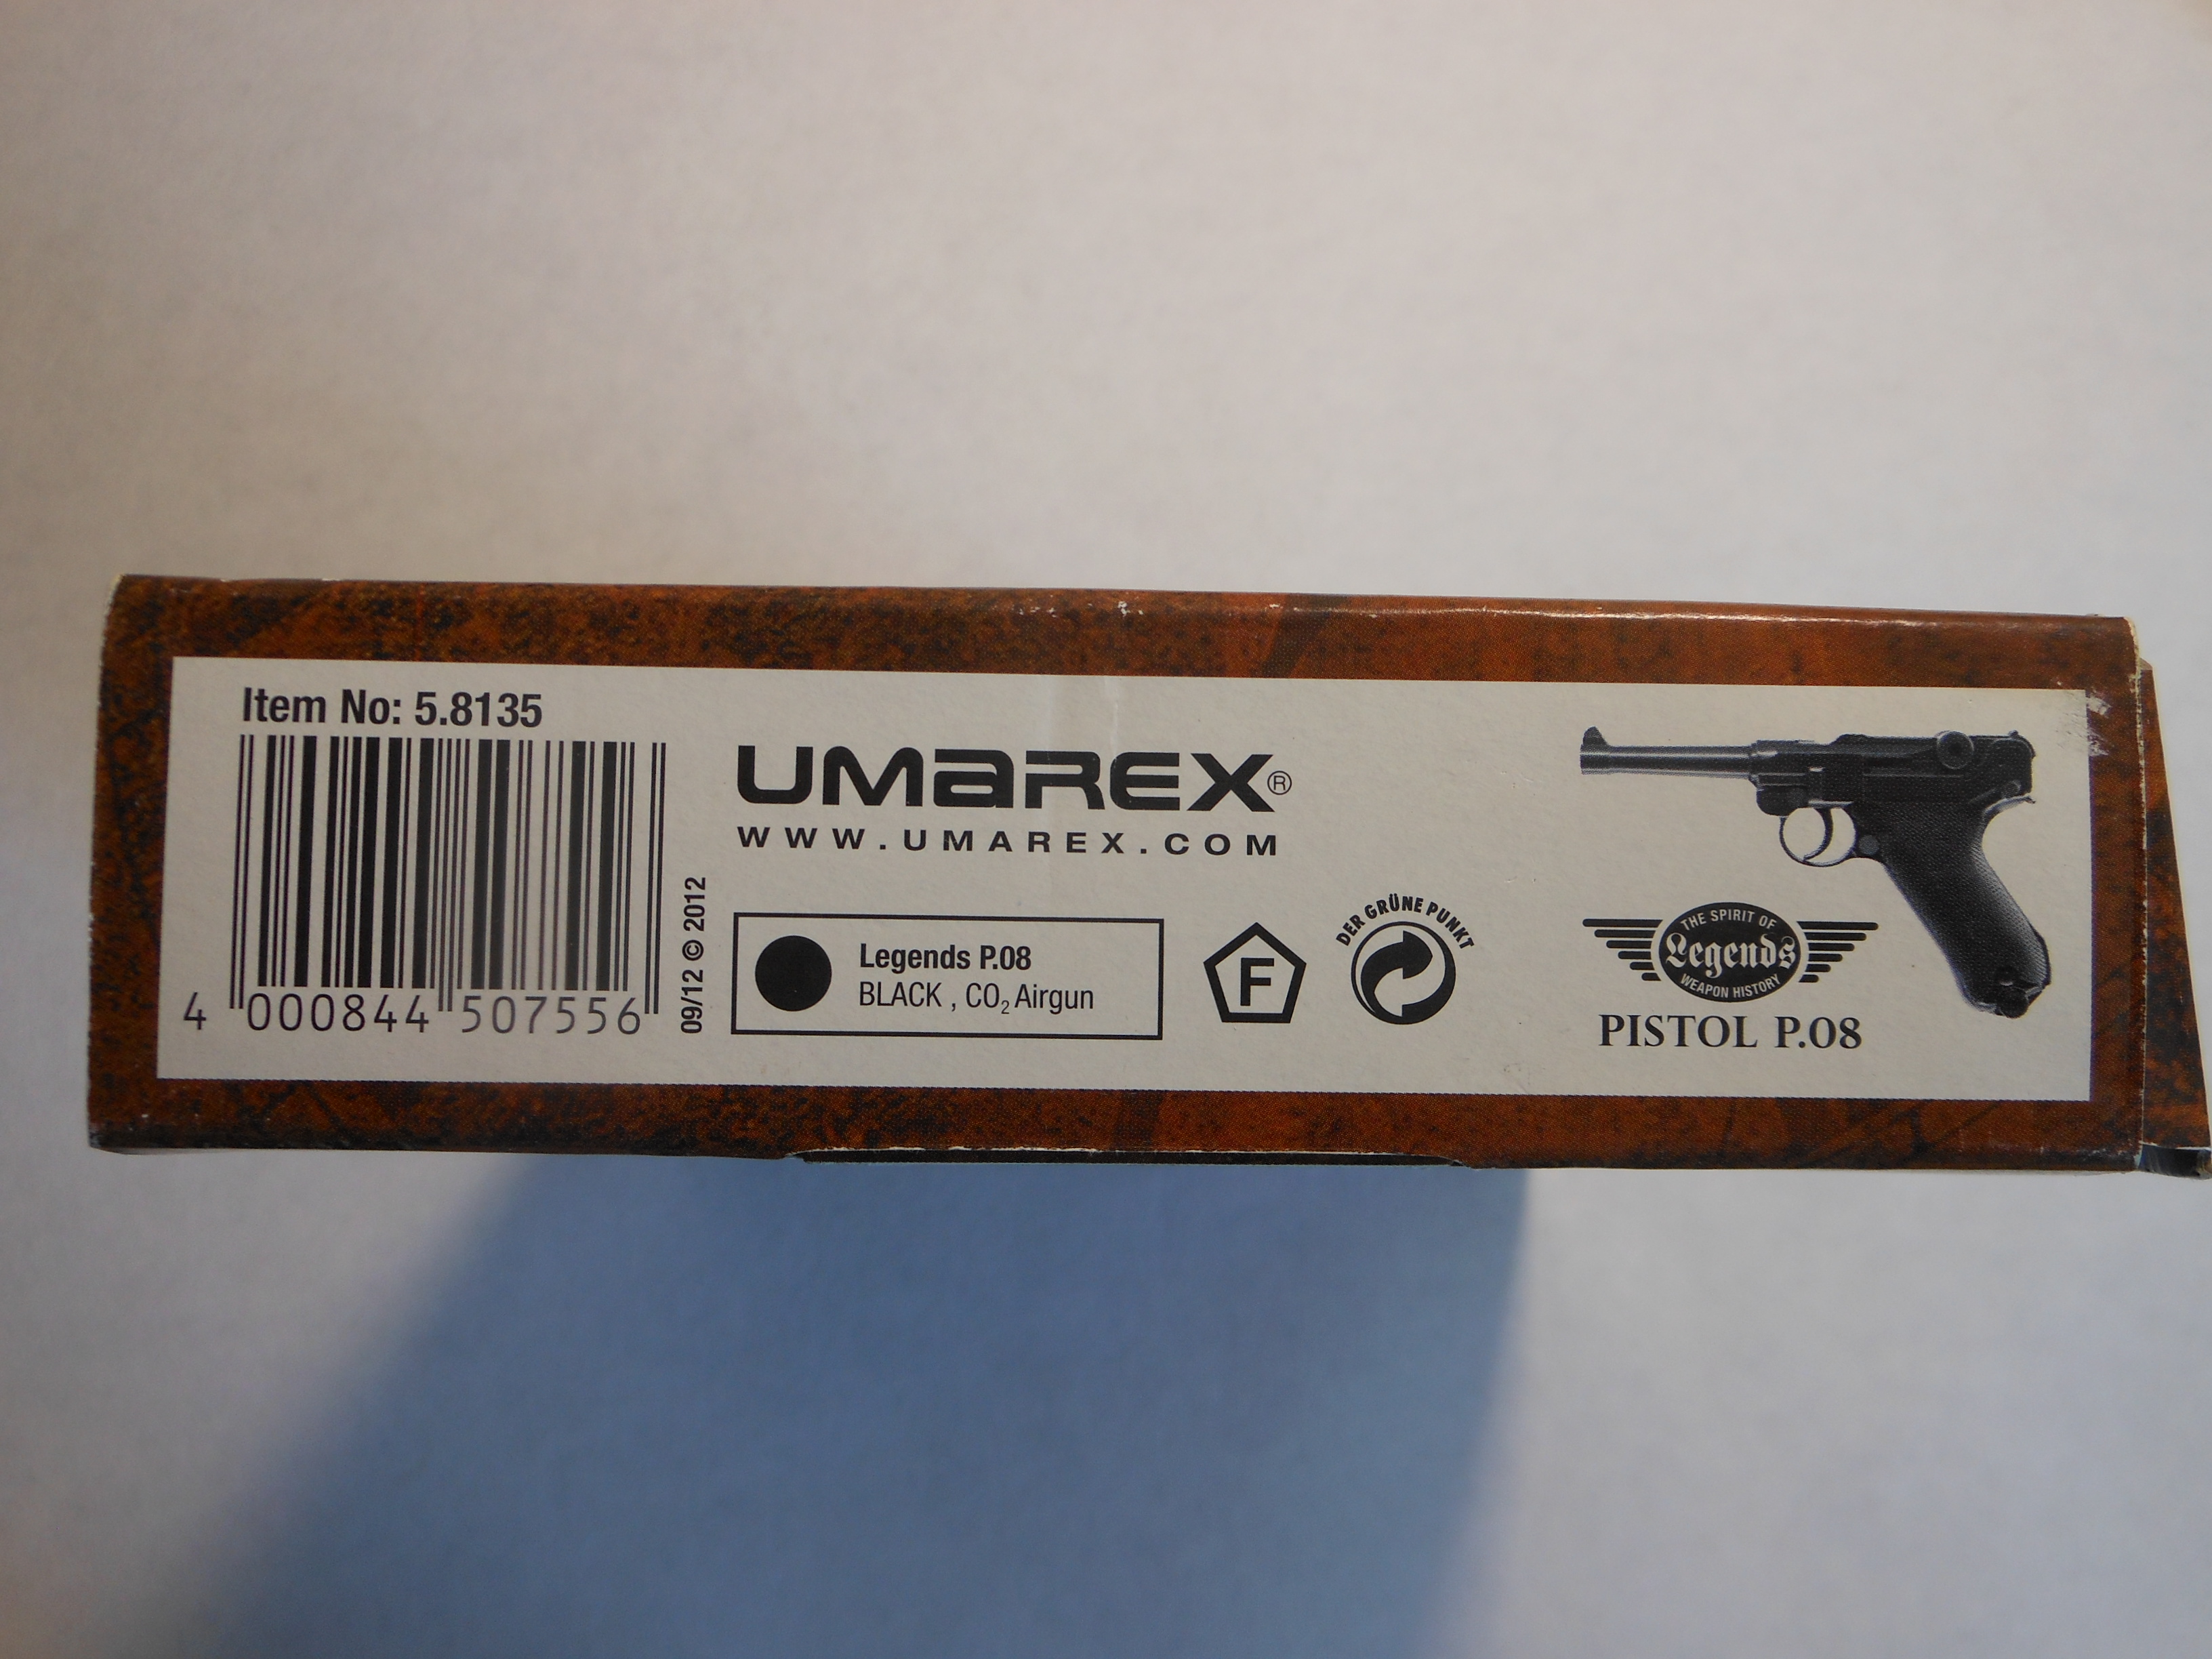 Item No: 5.8135
4 000844 507556
09/12 © 2012
UMAREX®
WWW.UMAREX.COM
Legends P.08
BLACK , CO₂ Airgun
F
DER GRÜNE PUNKT
THE SPIRIT OF
Legends
WEAPON HISTORY
PISTOL P.08